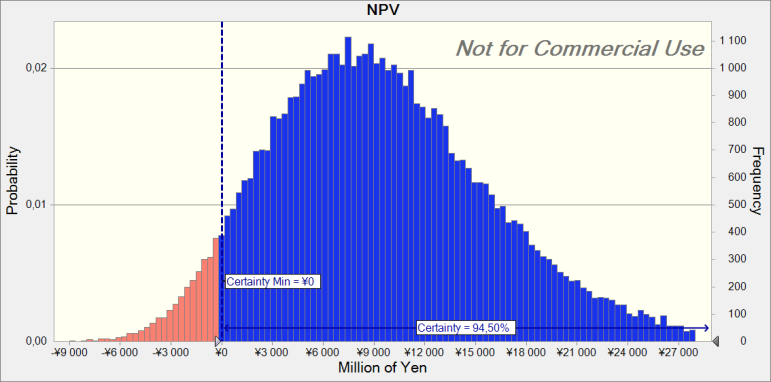 NPV
Not for Commercial Use
0,02
0,01
0,00
Probability
1 100
1 000
900
800
700
600
500
400
300
200
100
0
Frequency
Certainty Min = ¥0
Certainty = 94,50%
-¥9 000 -¥6 000 -¥3 000 ¥0 ¥3 000 ¥6 000 ¥9 000 ¥12 000 ¥15 000 ¥18 000 ¥21 000 ¥24 000 ¥27 000
Million of Yen